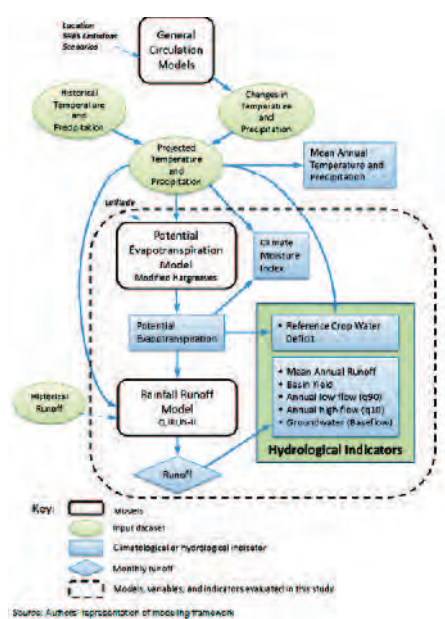 Location
SRES Emission
Scenarios
General
Circulation
Models
Historical
Temperature
and
Precipitation
Changes in
Temperature
and
Precipitation
Projected
Temperature
and
Precipitation
Mean Annual
Temperature and
Precipitation
Latitude
Potential
Evapotranspiration
Model
Modified Hargreaves
Climate
Moisture
Index
Potential
Evapotranspiration
• Reference Crop Water
Deficit
Historical
Runoff
Rainfall Runoff
Model
CLIRUN-II
• Mean Annual Runoff
• Basin Yield
• Annual low flow (q90)
• Annual high flow (q10)
• Groundwater (Baseflow)
Hydrological Indicators
Runoff
Key:
Models
Input dataset
Climatological or hydrological indicator
Monthly runoff
Models, variables, and indicators evaluated in this study
Source: Authors' representation of modeling framework